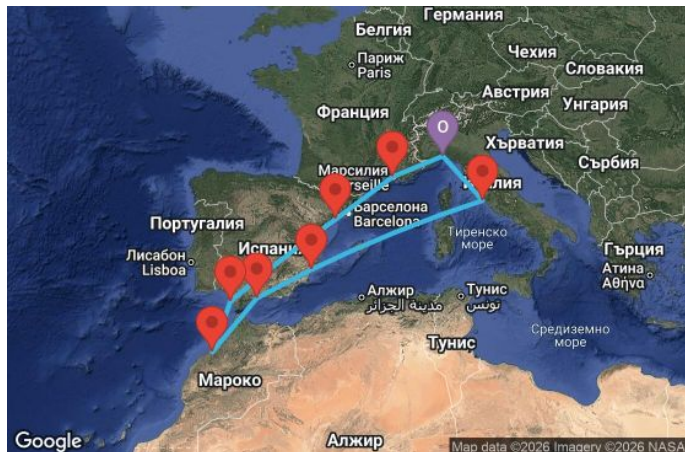 Германия
Белгия
Париж
Paris
Чехия
Словакия
Австрия
Унгария
Франция
O
Хърватия
Сърбия
Марсилия
Marseille
Италия
Барселона
Barcelona
Португалия
Лисабон
Lisboa
Испания
Тиренско
море
Гърция
Атина
Αθήνα
Алжир
مدينة الجزائر
Тунис
تونس
Средиземно
море
Тунис
Мароко
Алжир
Google
Map data ©2026 Imagery ©2026 NASA